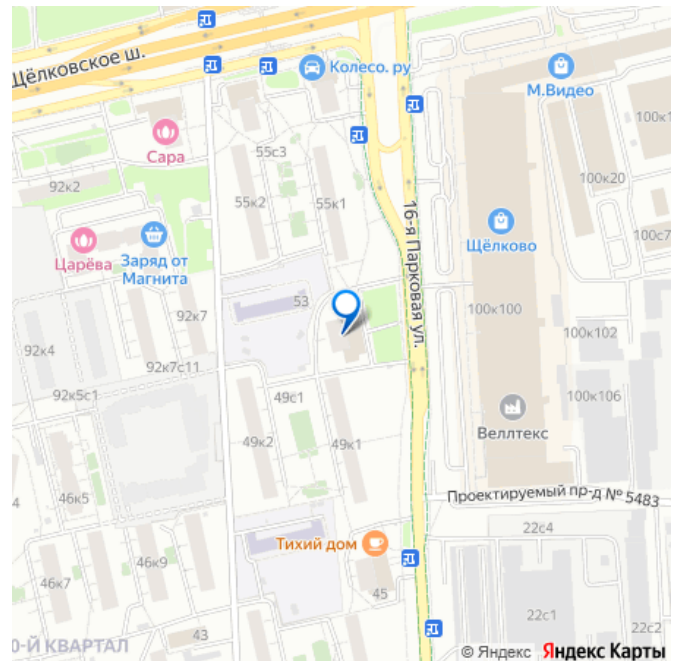 Щёлковское ш.
Колесо. ру
М.Видео
100к1
Сара
55с3
100к20
92к2
55к2
55к1
16-я Парковая ул.
Щёлково
100с7
Царёва
Заряд от
Магнита
53
100к100
92к7
100к102
92к4
92к7с11
92к5с1
49с1
100к106
49к2
49к1
Веллтекс
4
46к5
Проектируемый пр-д № 5483
22с4
Тихий дом
46к9
46к7
45
22с1
22с2
43
0-Й КВАРТАЛ
© Яндекс Яндекс Карты